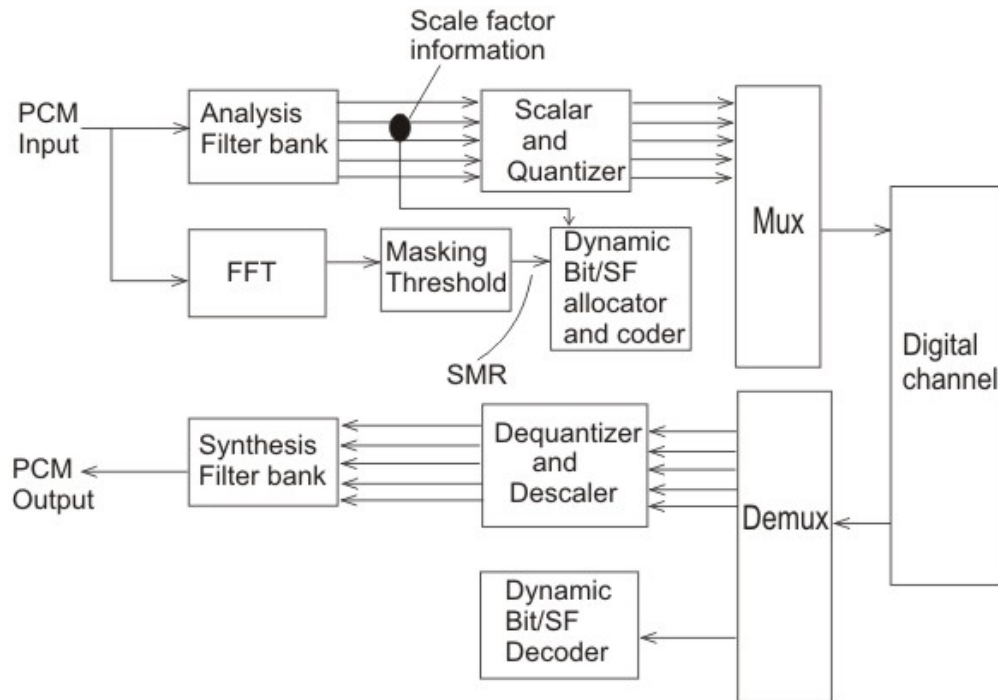 Scale factor
information
PCM
Input
Analysis
Filter bank
Scalar
and
Quantizer
Mux
FFT
Masking
Threshold
Dynamic
Bit/SF
allocator
and coder
SMR
Digital
channel
PCM
Output
Synthesis
Filter bank
Dequantizer
and
Descaler
Demux
Dynamic
Bit/SF
Decoder